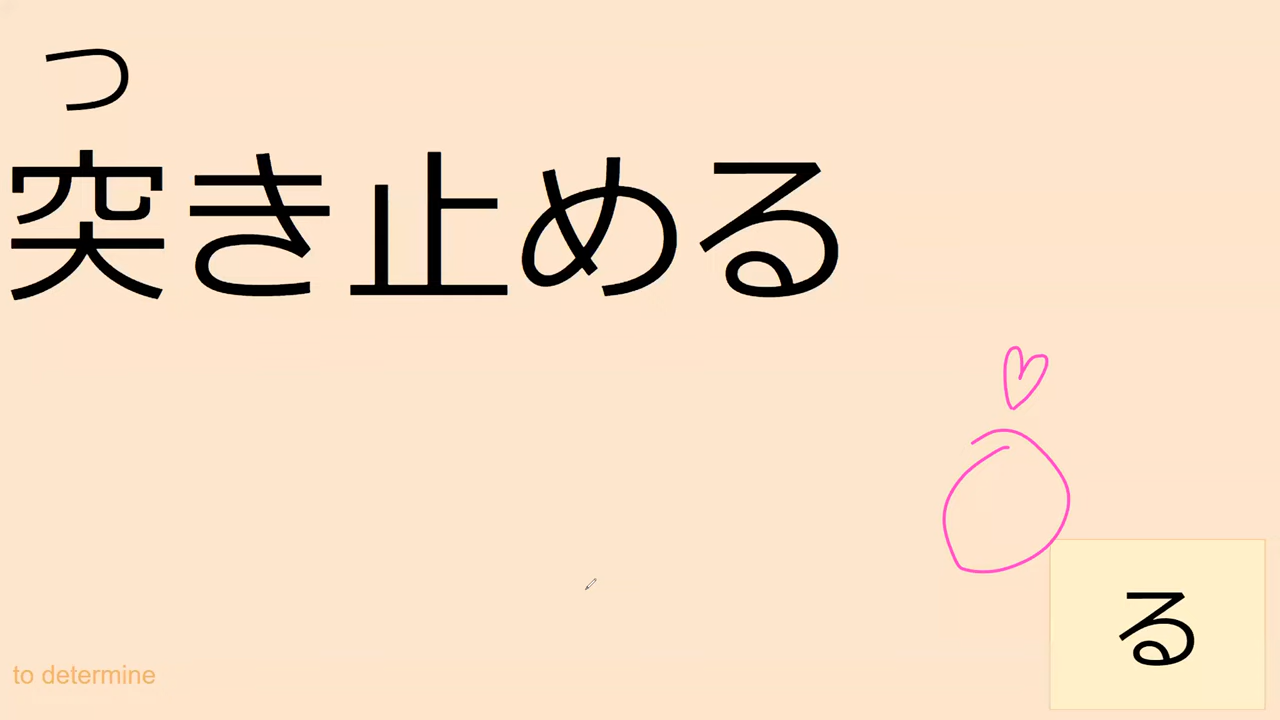 つ
突き止める
る
to determine